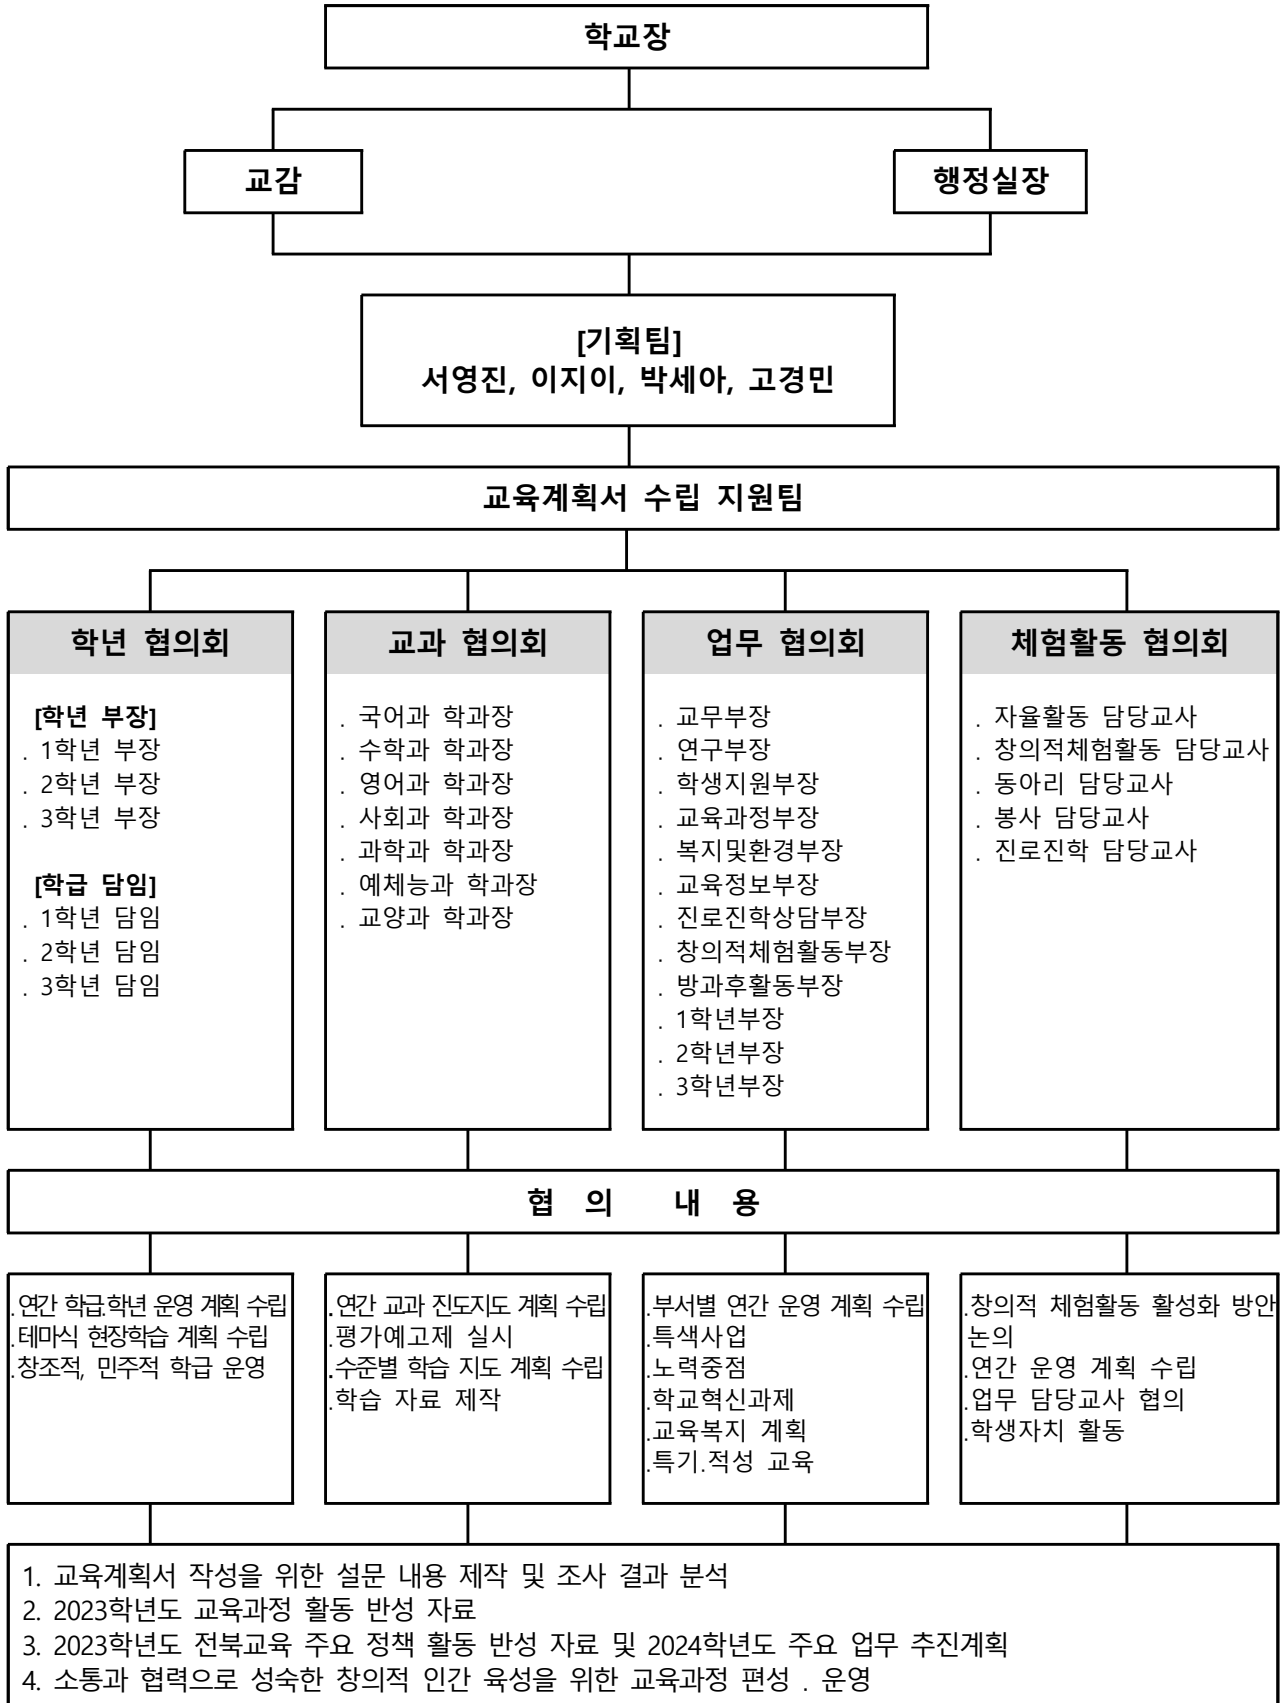 학교장
교감
행정실장
[기획팀]
서영진, 이지이, 박세아, 고경민
교육계획서 수립 지원팀
학년 협의회
[학년 부장]
. 1학년 부장
. 2학년 부장
. 3학년 부장
[학급 담임]
. 1학년 담임
. 2학년 담임
. 3학년 담임
교과 협의회
. 국어과 학과장
. 수학과 학과장
. 영어과 학과장
. 사회과 학과장
. 과학과 학과장
. 예체능과 학과장
. 교양과 학과장
업무 협의회
. 교무부장
. 연구부장
. 학생지원부장
. 교육과정부장
. 복지및환경부장
. 교육정보부장
. 진로진학상담부장
. 창의적체험활동부장
. 방과후활동부장
. 1학년부장
. 2학년부장
. 3학년부장
체험활동 협의회
. 자율활동 담당교사
. 창의적체험활동 담당교사
. 동아리 담당교사
. 봉사 담당교사
. 진로진학 담당교사
협 의 내 용
.연간 학급.학년 운영 계획 수립
.테마식 현장학습 계획 수립
.창조적, 민주적 학급 운영
.연간 교과 진도지도 계획 수립
.평가예고제 실시
.수준별 학습 지도 계획 수립
.학습 자료 제작
.부서별 연간 운영 계획 수립
.특색사업
.노력중점
.학교혁신과제
.교육복지 계획
.특기.적성 교육
.창의적 체험활동 활성화 방안
논의
.연간 운영 계획 수립
.업무 담당교사 협의
.학생자치 활동
1. 교육계획서 작성을 위한 설문 내용 제작 및 조사 결과 분석
2. 2023학년도 교육과정 활동 반성 자료
3. 2023학년도 전북교육 주요 정책 활동 반성 자료 및 2024학년도 주요 업무 추진계획
4. 소통과 협력으로 성숙한 창의적 인간 육성을 위한 교육과정 편성 . 운영